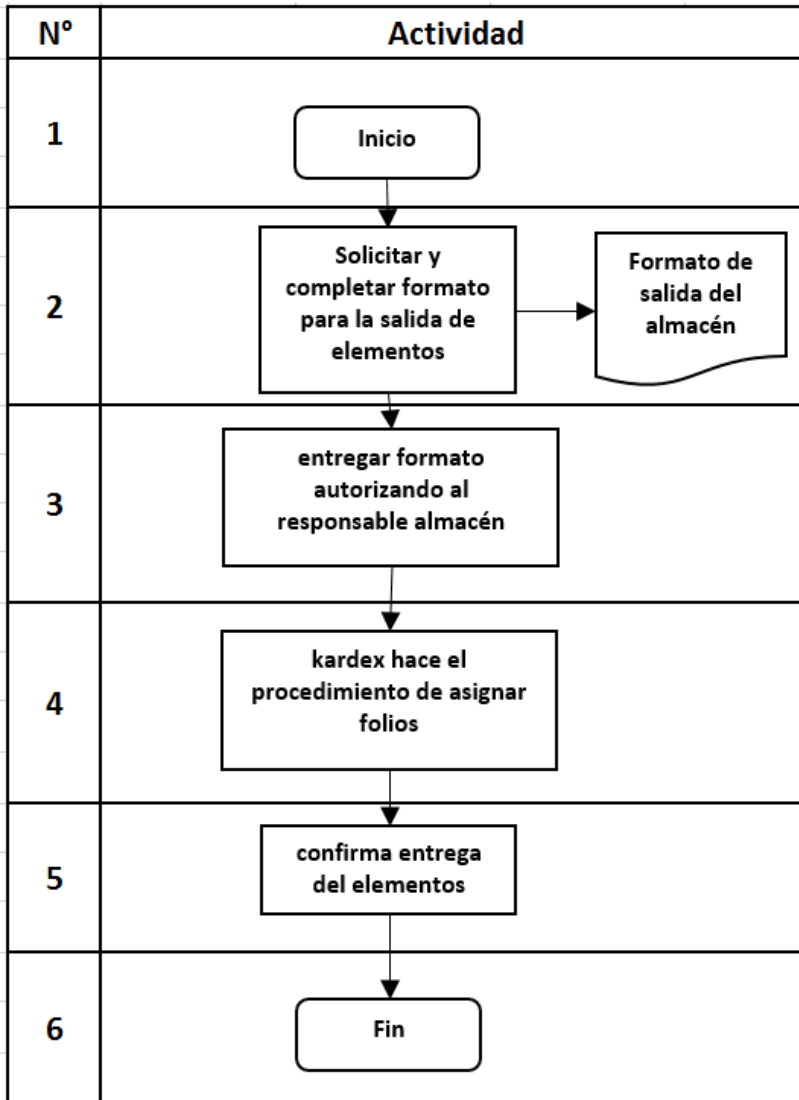 Nº
Actividad
1
Inicio
2
Solicitar y
completar formato
para la salida de
elementos
Formato de
salida del
almacén
3
entregar formato
autorizando al
responsable almacén
4
kardex hace el
procedimiento de asignar
folios
5
confirma entrega
del elementos
6
Fin